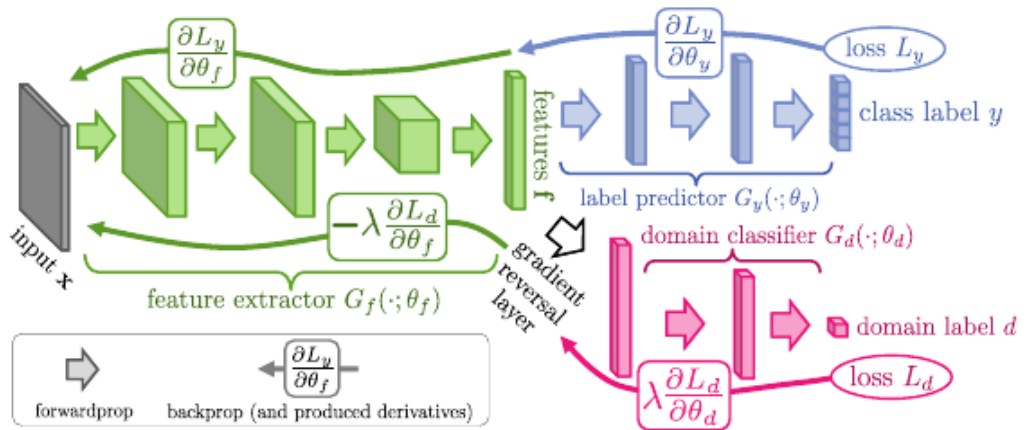 ∂L_y/∂θ_f
∂L_y/∂θ_y
loss L_y
features f
class label y
label predictor G_y(·; θ_y)
input x
−λ ∂L_d/∂θ_f
feature extractor G_f(·; θ_f)
gradient
reversal
layer
domain classifier G_d(·; θ_d)
domain label d
λ ∂L_d/∂θ_d
loss L_d
∂L_y/∂θ_f
forwardprop
backprop (and produced derivatives)